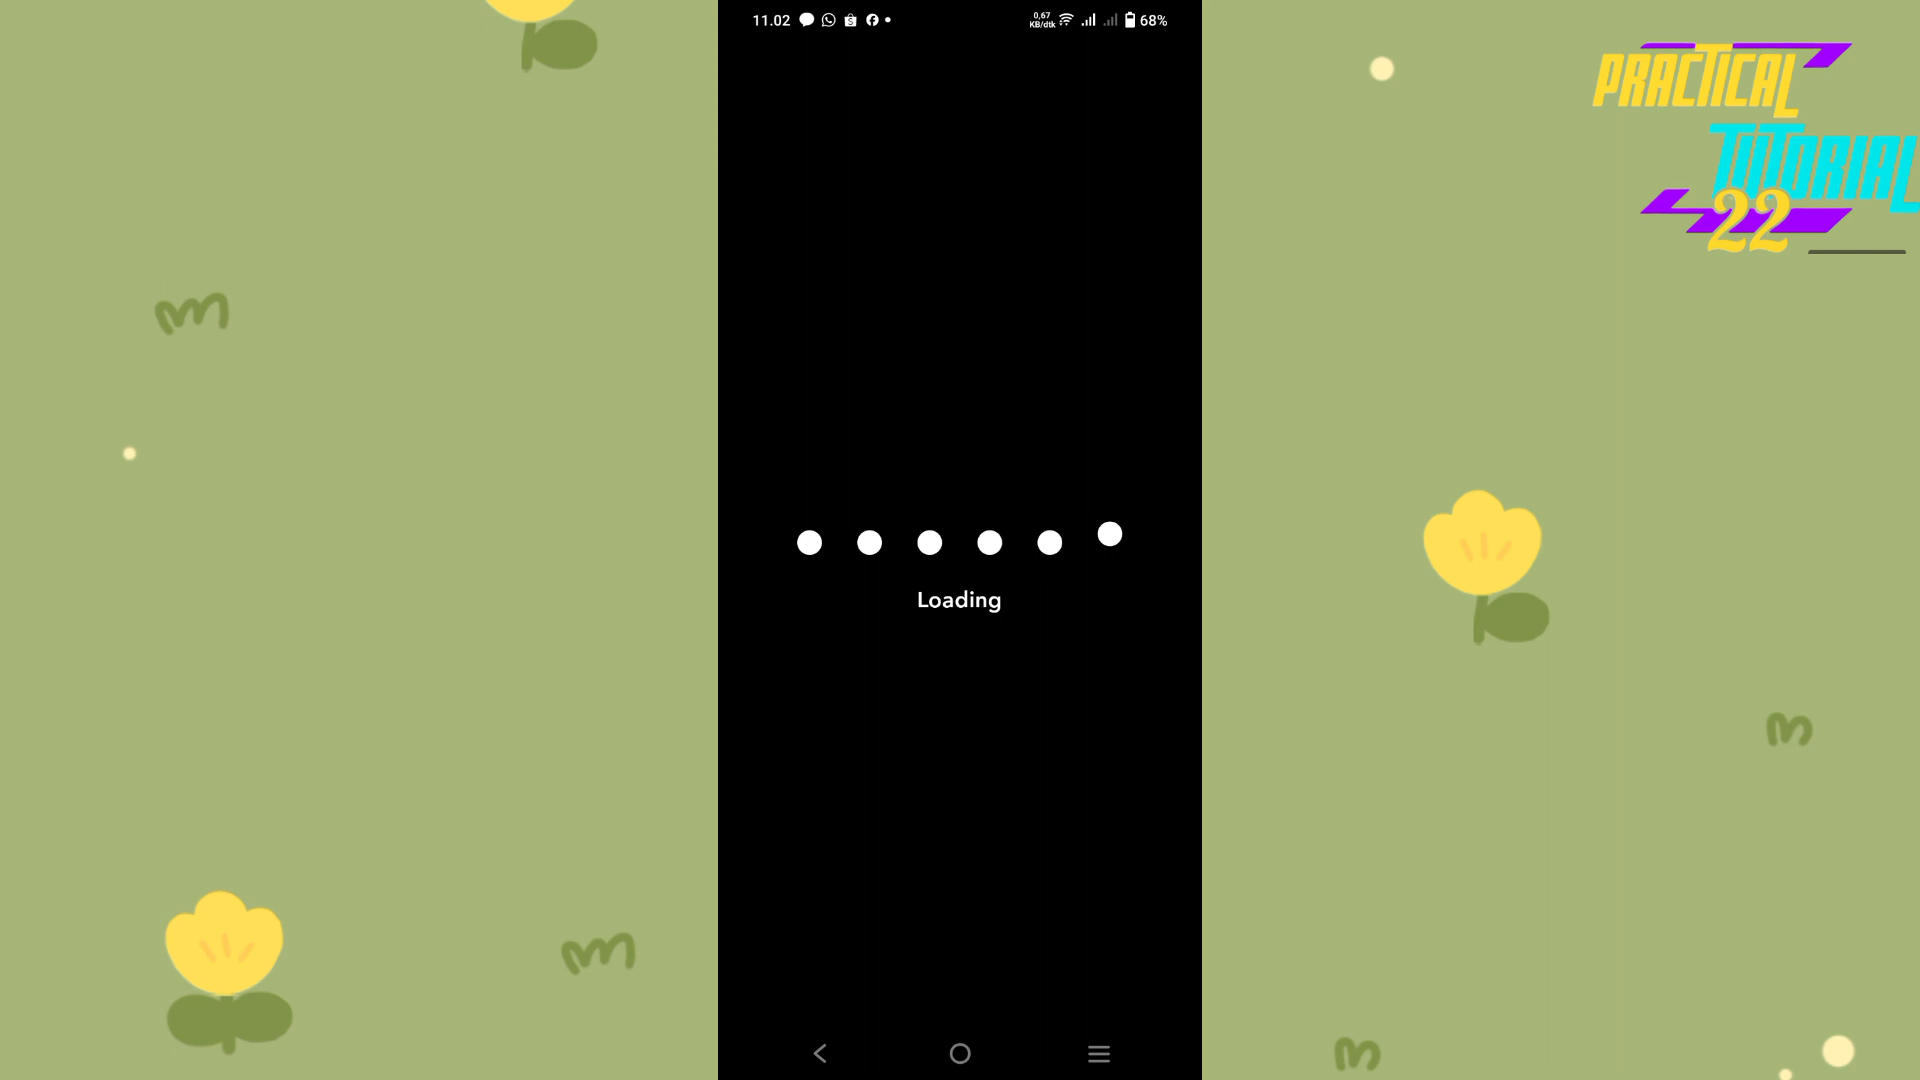 11.02
0,67
KB/dtk
68%
PRACTICAL
TUTORIAL
22
Loading